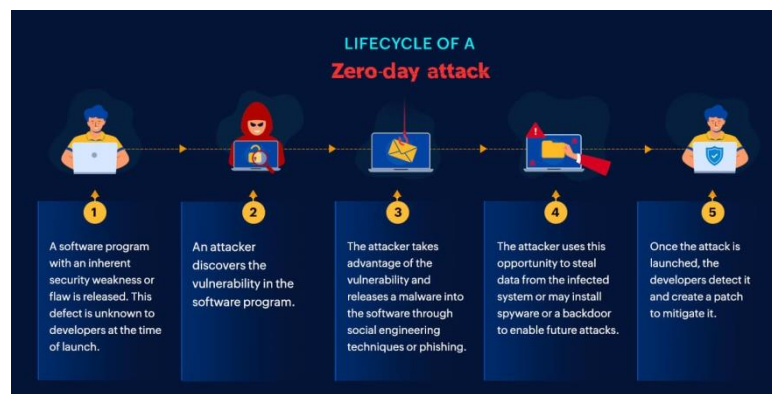 LIFECYCLE OF A
Zero-day attack
1
A software program
with an inherent
security weakness or
flaw is released. This
defect is unknown to
developers at the time
of launch.
2
An attacker
discovers the
vulnerability in the
software program.
3
The attacker takes
advantage of the
vulnerability and
releases a malware into
the software through
social engineering
techniques or phishing.
4
The attacker uses this
opportunity to steal
data from the infected
system or may install
spyware or a backdoor
to enable future attacks.
5
Once the attack is
launched, the
developers detect it
and create a patch
to mitigate it.